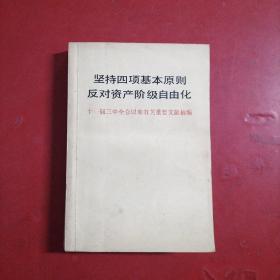 坚持四项基本原则
反对资产阶级自由化
十一届三中全会以来有关重要文献摘编